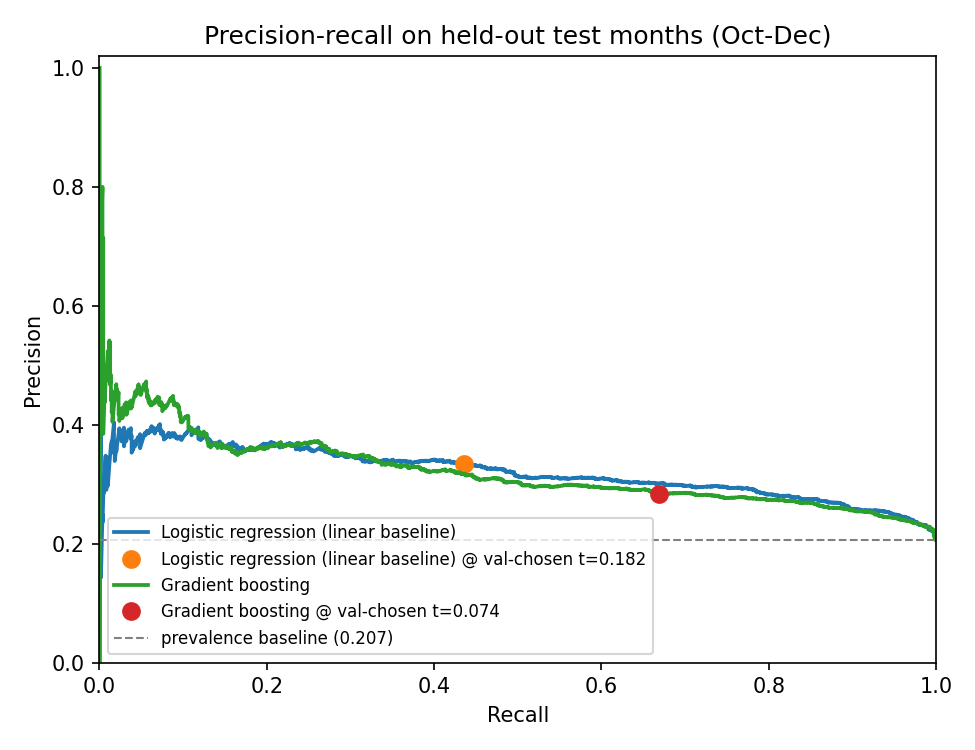 Precision-recall on held-out test months (Oct-Dec)
1.0
0.8
0.6
0.4
0.2
0.0
Precision
Logistic regression (linear baseline)
Logistic regression (linear baseline) @ val-chosen t=0.182
Gradient boosting
Gradient boosting @ val-chosen t=0.074
prevalence baseline (0.207)
0.0 0.2 0.4 0.6 0.8 1.0
Recall